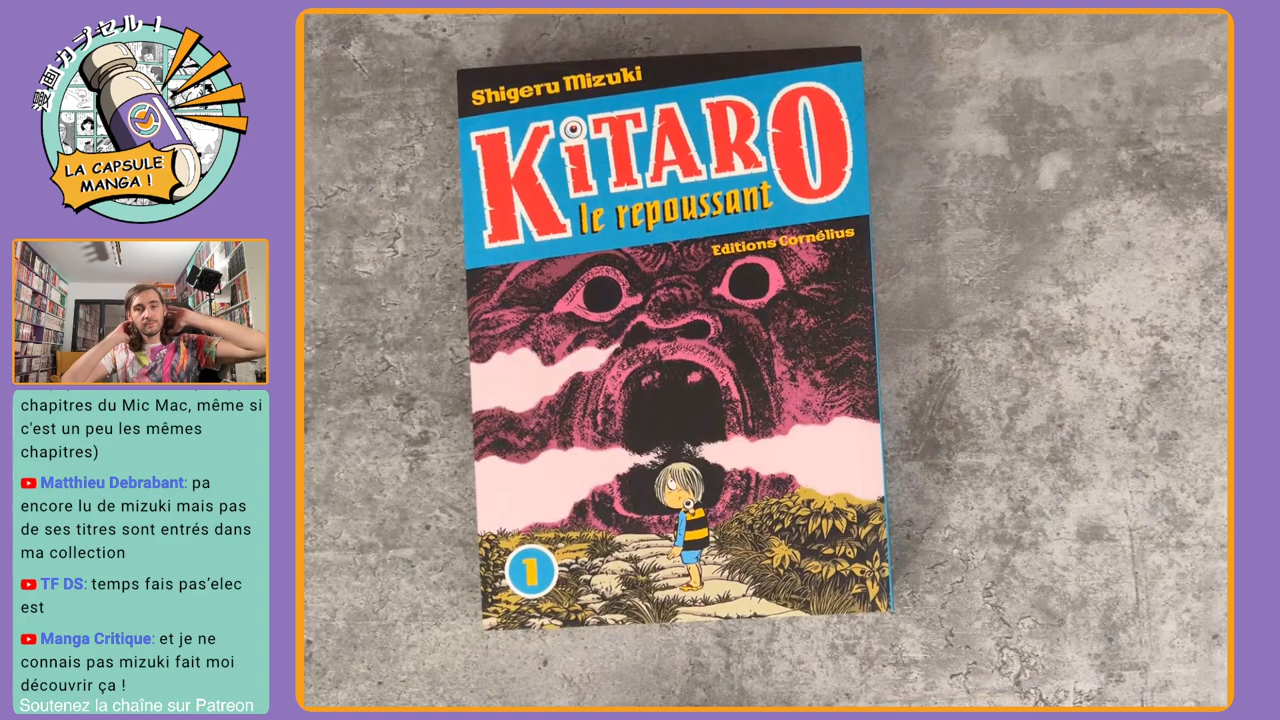 漫画カプセル!
LA CAPSULE
MANGA !
chapitres du Mic Mac, même si
c'est un peu les mêmes
chapitres)
Matthieu Debrabant: pa
encore lu de mizuki mais pas
de ses titres sont entrés dans
ma collection
TF DS: temps fais pas'elec
est
Manga Critique: et je ne
connais pas mizuki fait moi
découvrir ça !
Soutenez la chaîne sur Patreon
Shigeru Mizuki
KiTARO
le repoussant
Editions Cornélius
1